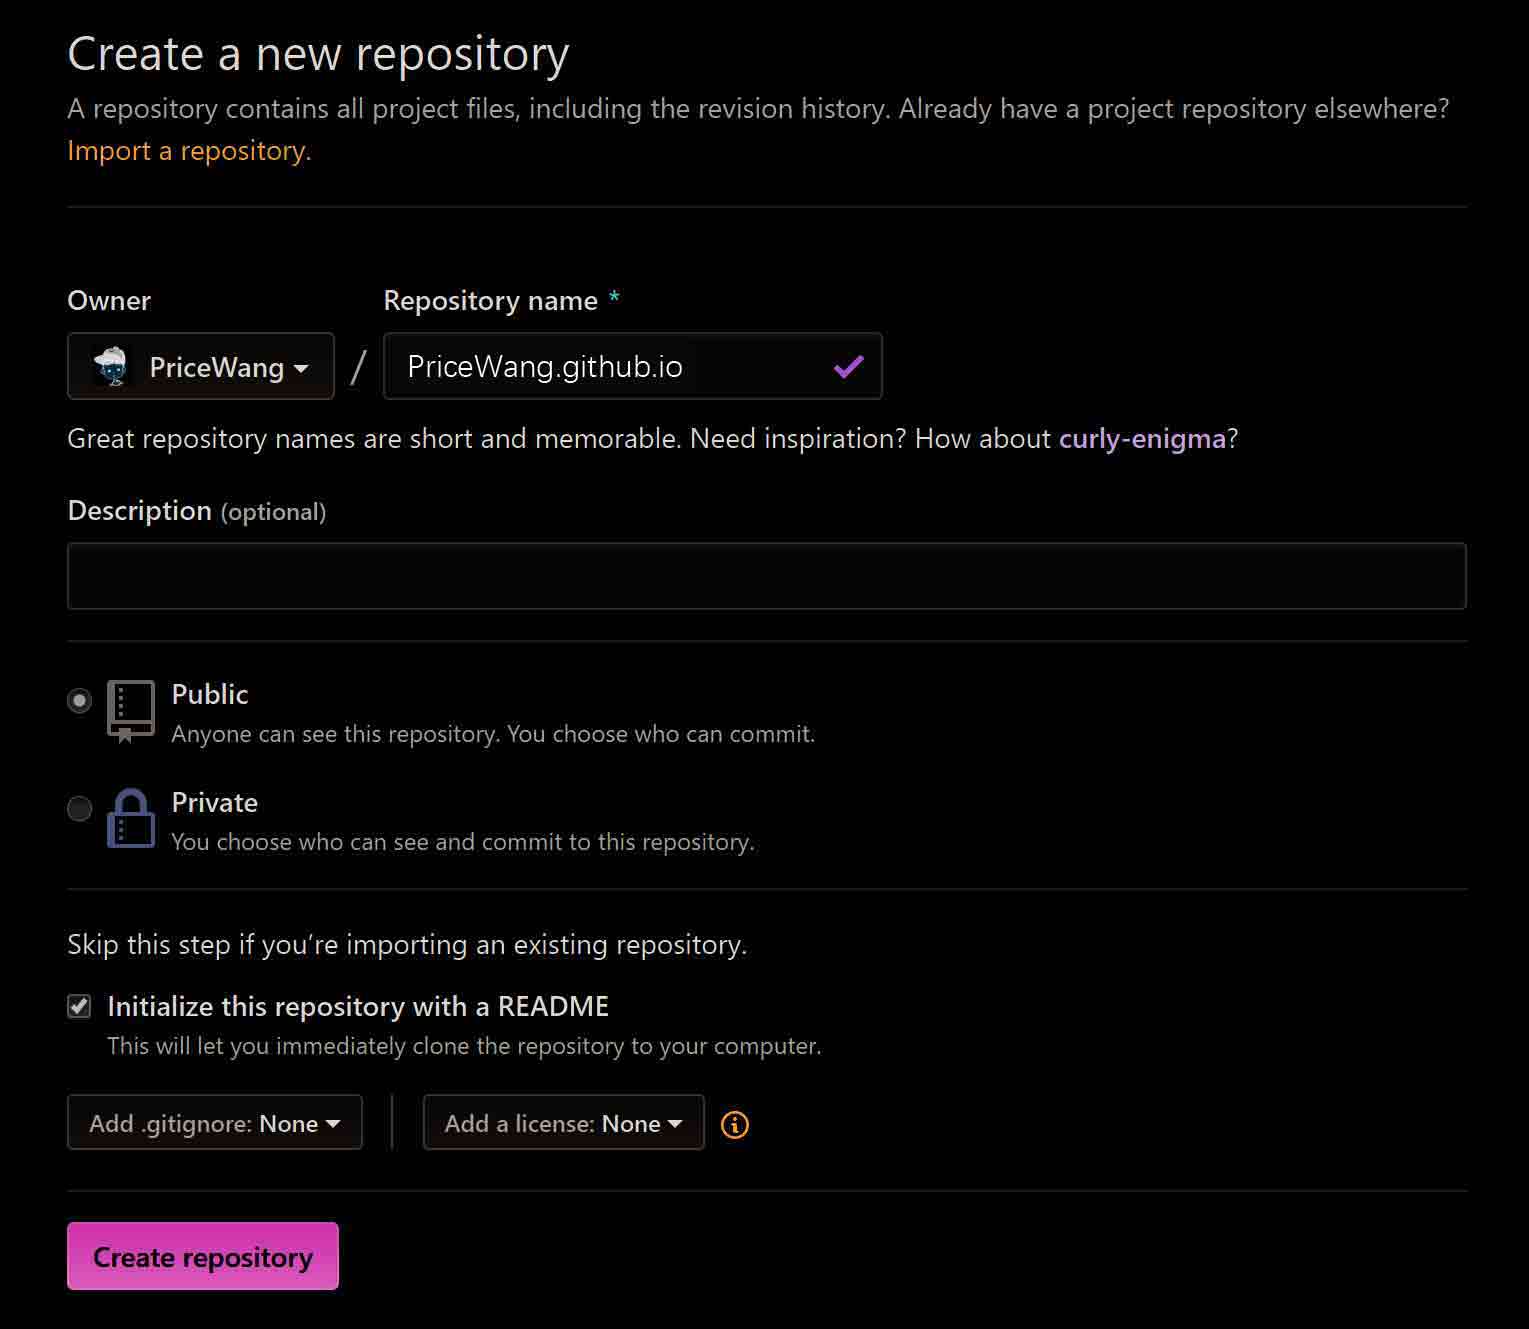 Create a new repository
A repository contains all project files, including the revision history. Already have a project repository elsewhere?
Import a repository.
Owner
Repository name *
PriceWang
/
PriceWang.github.io
Great repository names are short and memorable. Need inspiration? How about curly-enigma?
Description (optional)
Public
Anyone can see this repository. You choose who can commit.
Private
You choose who can see and commit to this repository.
Skip this step if you’re importing an existing repository.
Initialize this repository with a README
This will let you immediately clone the repository to your computer.
Add .gitignore: None
Add a license: None
Create repository